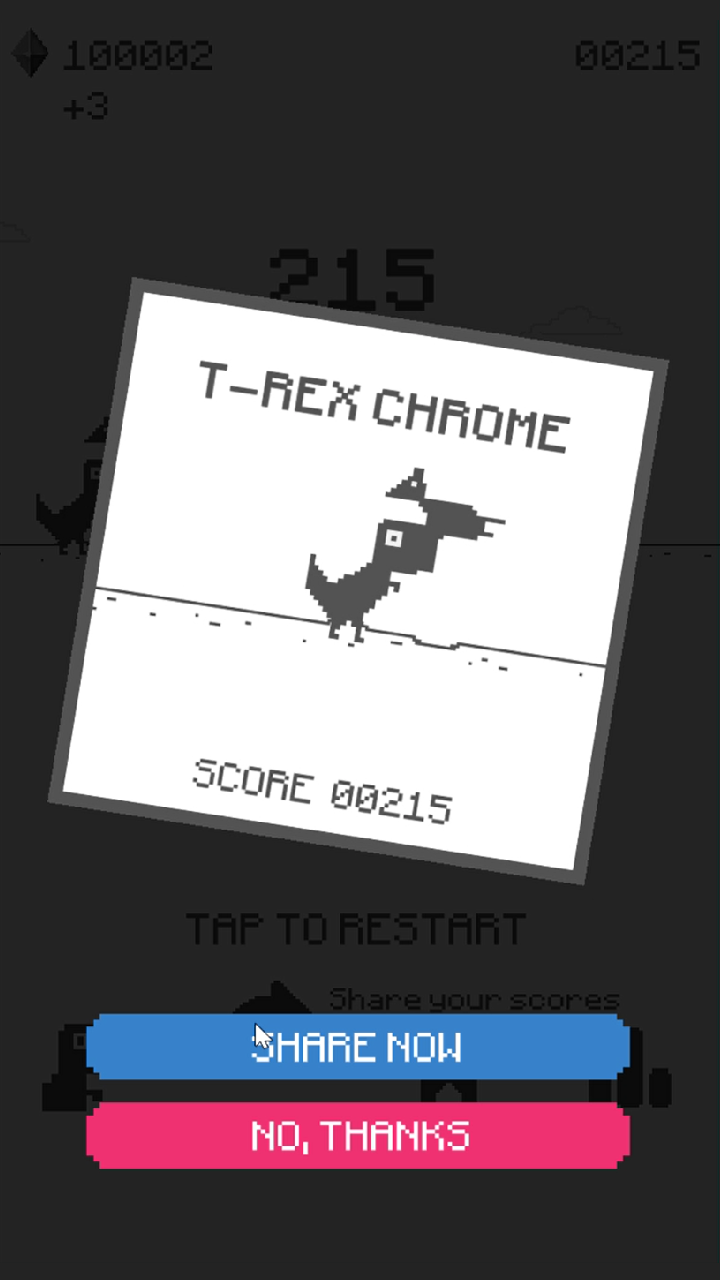 100002
00215
+3
215
T-REX CHROME
SCORE 00215
TAP TO RESTART
Share your scores
SHARE NOW
NO, THANKS